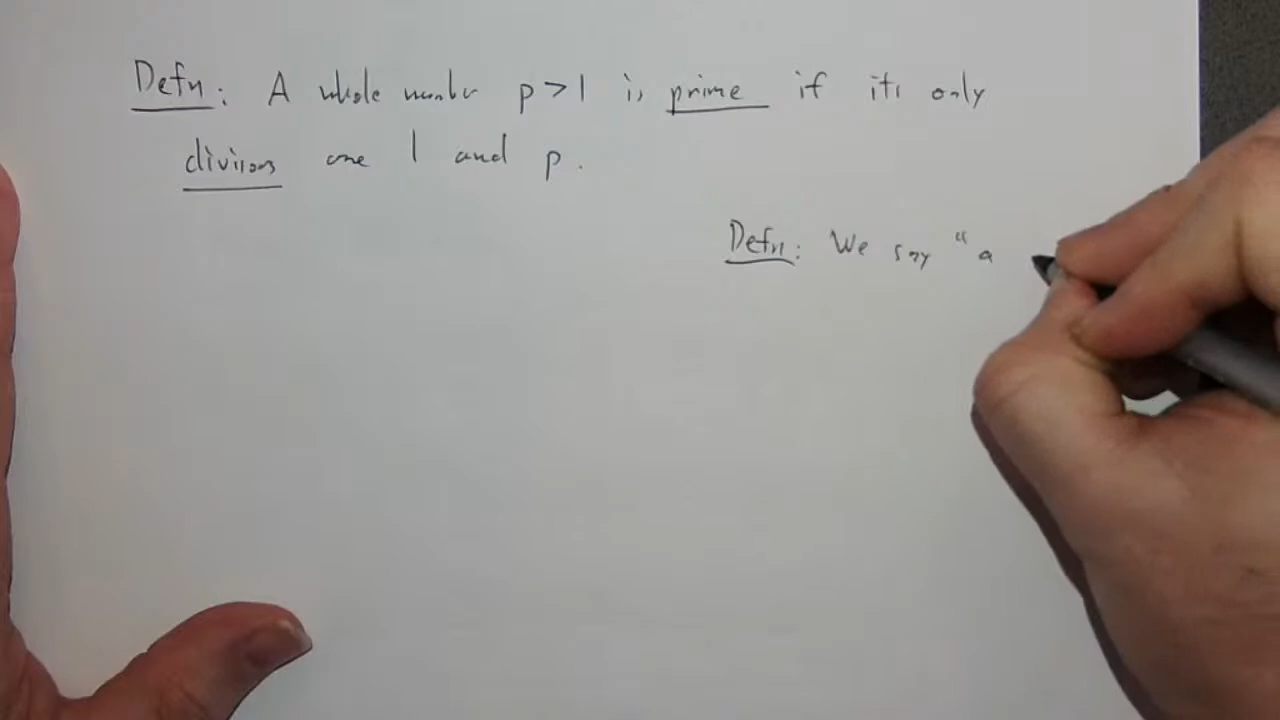 Defn: A whole number p > 1 is prime if its only
divisors are 1 and p.
Defn: We say "a